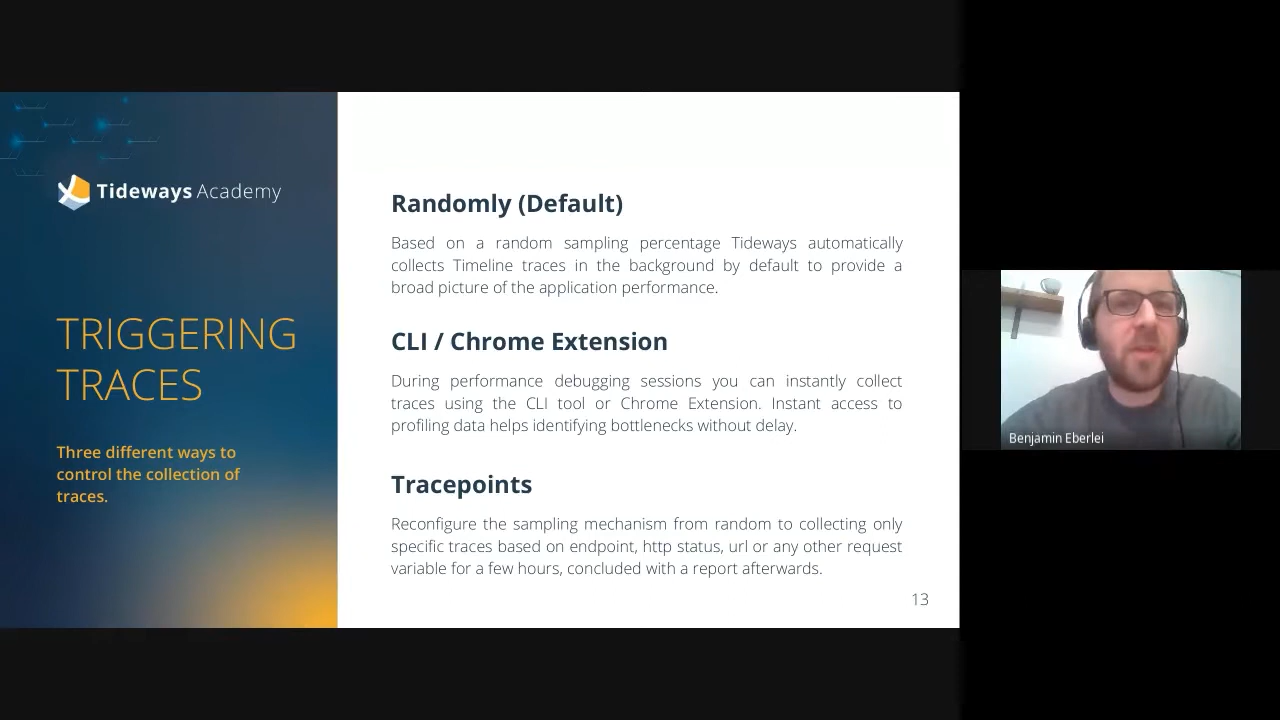 Tideways Academy
TRIGGERING
TRACES
Three different ways to
control the collection of
traces.
Randomly (Default)
Based on a random sampling percentage Tideways automatically
collects Timeline traces in the background by default to provide a
broad picture of the application performance.
CLI / Chrome Extension
During performance debugging sessions you can instantly collect
traces using the CLI tool or Chrome Extension. Instant access to
profiling data helps identifying bottlenecks without delay.
Tracepoints
Reconfigure the sampling mechanism from random to collecting only
specific traces based on endpoint, http status, url or any other request
variable for a few hours, concluded with a report afterwards.
13
Benjamin Eberlei